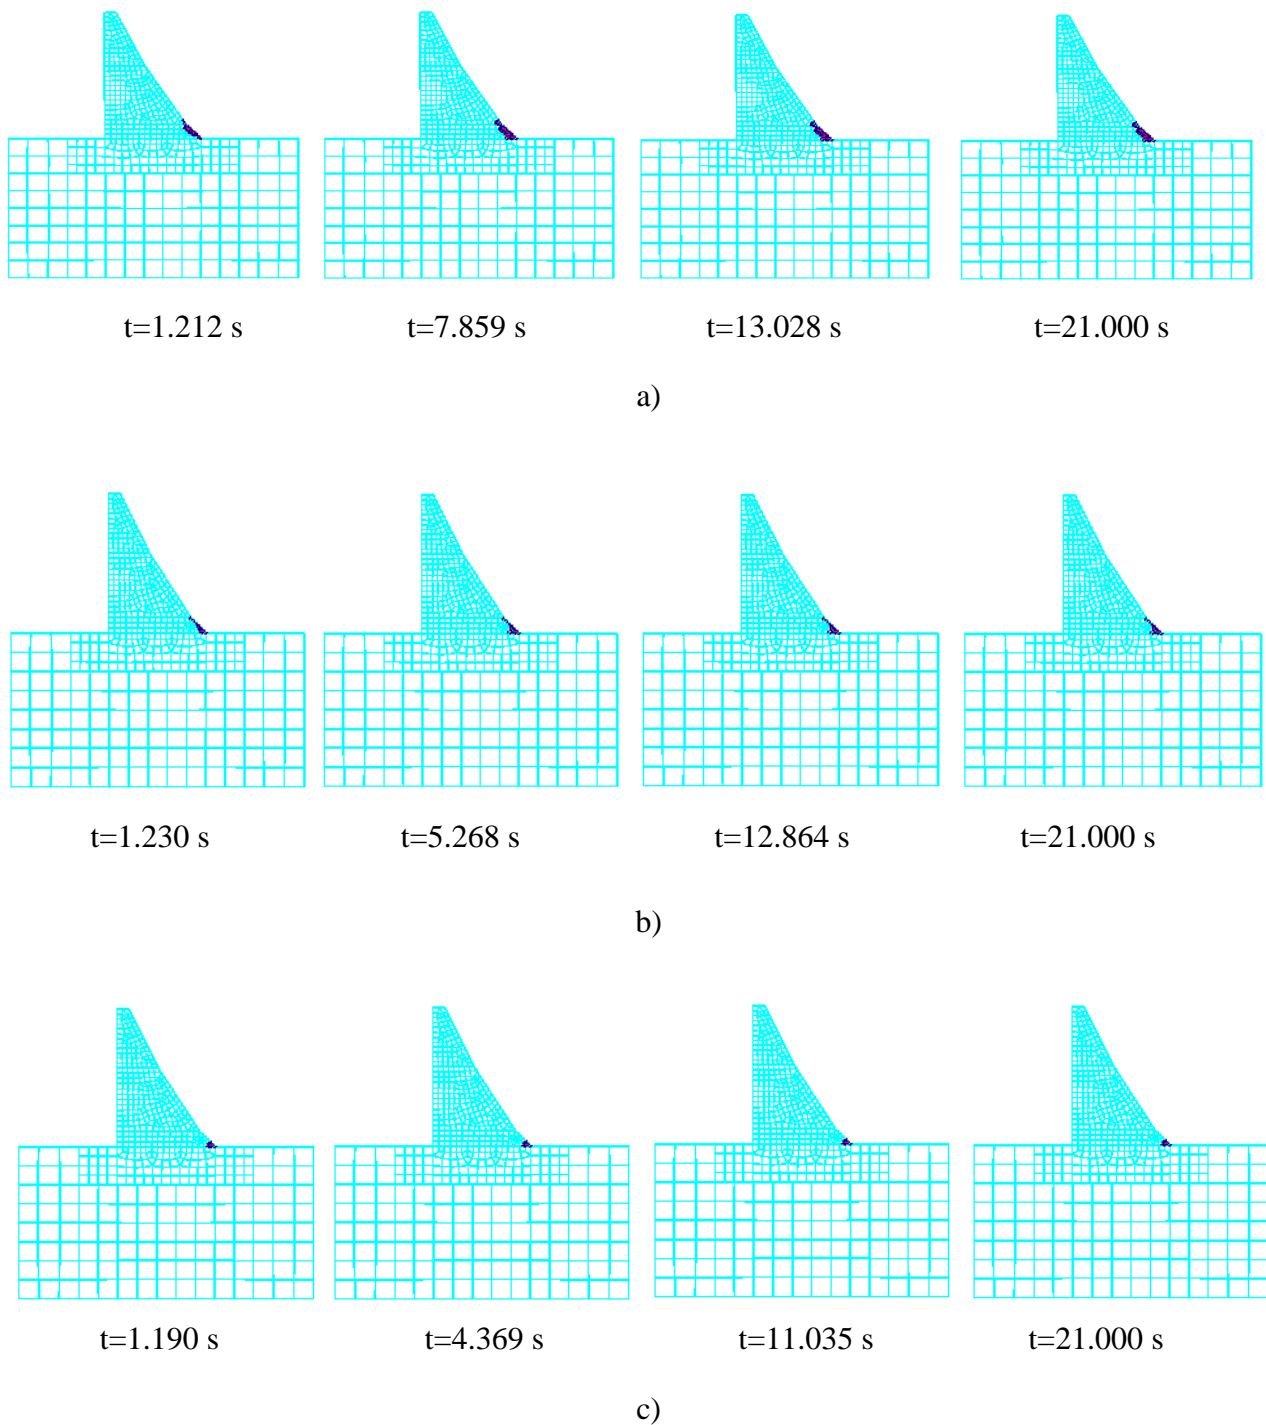 t=1.212 s t=7.859 s t=13.028 s t=21.000 s
a)
t=1.230 s t=5.268 s t=12.864 s t=21.000 s
b)
t=1.190 s t=4.369 s t=11.035 s t=21.000 s
c)